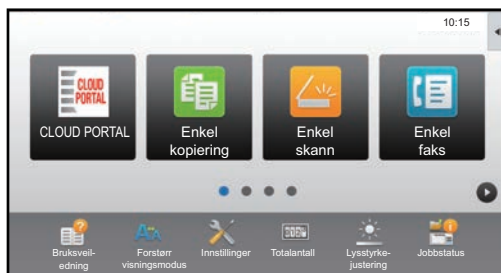 10:15
CLOUD
PORTAL
CLOUD PORTAL
Enkel
kopiering
Enkel
skann
Enkel
faks
Bruksveil-
edning
Forstørr
visningsmodus
Innstillinger
Totalantall
Lysstyrke-
justering
Jobbstatus